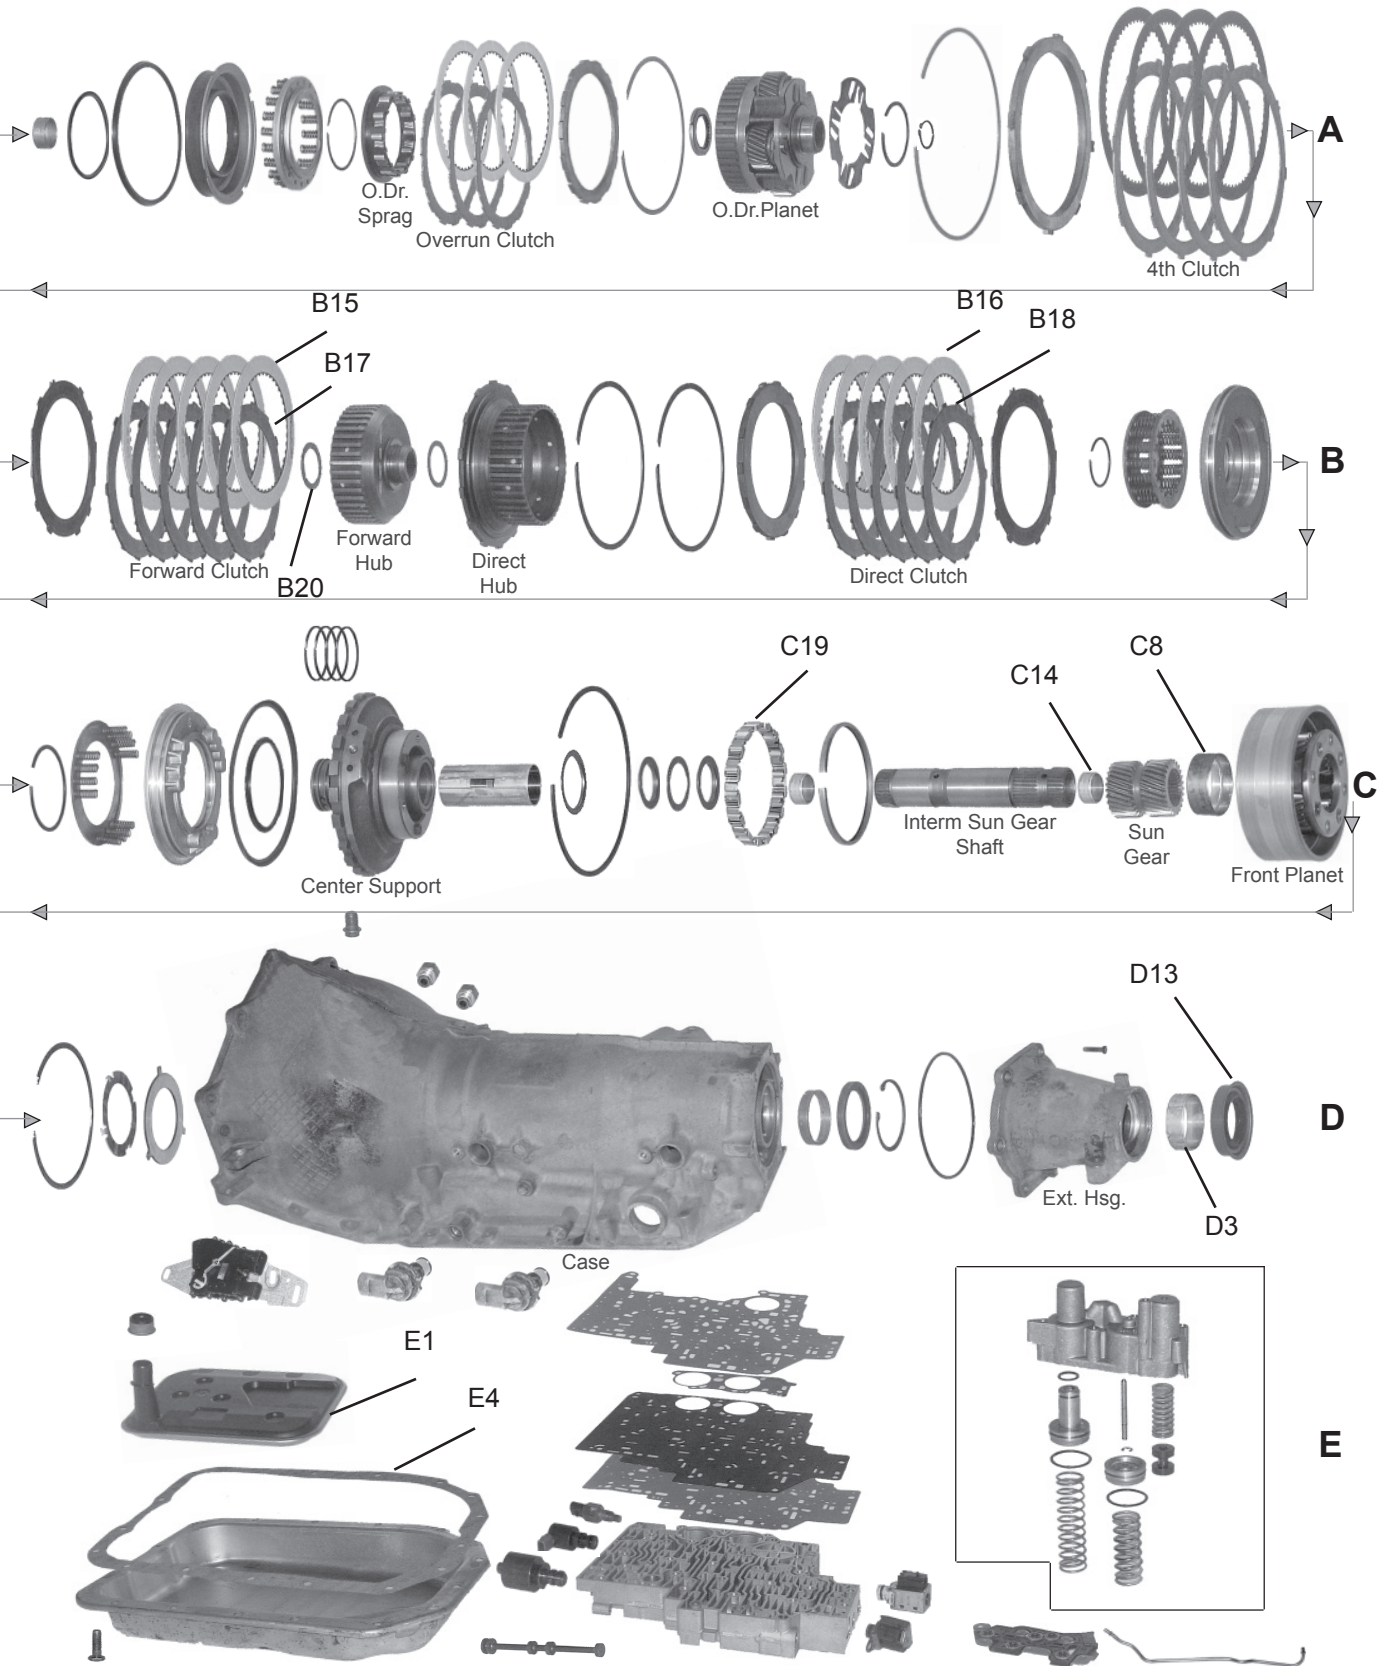 A
O.Dr.
Sprag
O.Dr.Planet
Overrun Clutch
4th Clutch
B15
B16
B18
B17
B
Forward
Hub
Direct
Hub
Forward Clutch
Direct Clutch
B20
C19
C8
C14
C
Interm Sun Gear
Shaft
Sun
Gear
Front Planet
Center Support
D13
D
Ext. Hsg.
D3
Case
E1
E4
E